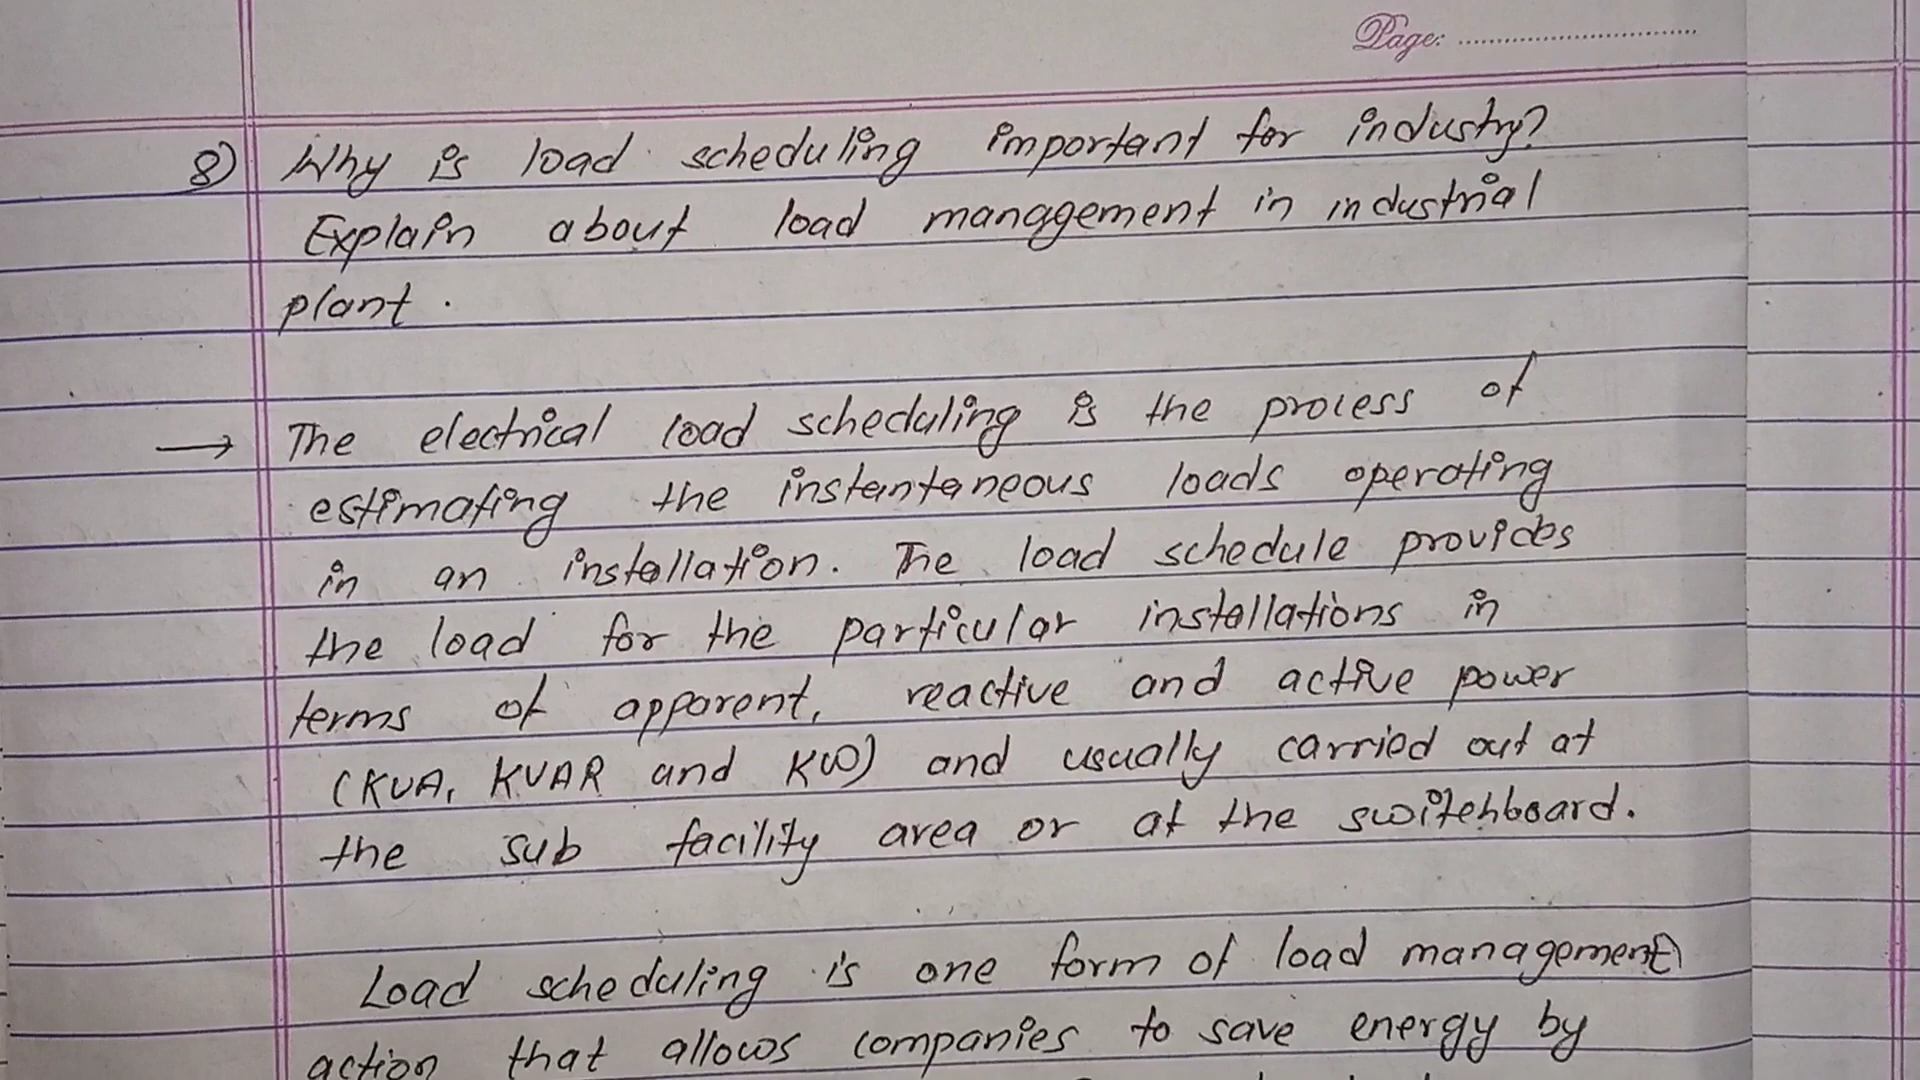 Page: ..............................
8) Why is load scheduling important for industry?
Explain about load management in industrial
plant.
→ The electrical load scheduling is the process of
estimating the instantaneous loads operating
in an installation. The load schedule provides
the load for the particular installations in
terms of apparent, reactive and active power
(KVA, KVAR and KW) and usually carried out at
the sub facility area or at the switchboard.
Load scheduling is one form of load management
action that allows companies to save energy by